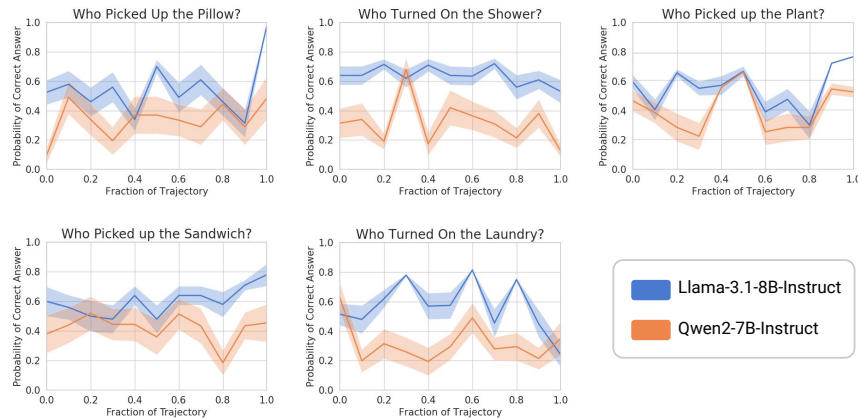 Who Picked Up the Pillow?
1.0
0.8
0.6
0.4
0.2
0.0
Probability of Correct Answer
0.0 0.2 0.4 0.6 0.8 1.0
Fraction of Trajectory
Who Turned On the Shower?
1.0
0.8
0.6
0.4
0.2
0.0
Probability of Correct Answer
0.0 0.2 0.4 0.6 0.8 1.0
Fraction of Trajectory
Who Picked up the Plant?
1.0
0.8
0.6
0.4
0.2
0.0
Probability of Correct Answer
0.0 0.2 0.4 0.6 0.8 1.0
Fraction of Trajectory
Who Picked up the Sandwich?
1.0
0.8
0.6
0.4
0.2
0.0
Probability of Correct Answer
0.0 0.2 0.4 0.6 0.8 1.0
Fraction of Trajectory
Who Turned On the Laundry?
1.0
0.8
0.6
0.4
0.2
0.0
Probability of Correct Answer
0.0 0.2 0.4 0.6 0.8 1.0
Fraction of Trajectory
Llama-3.1-8B-Instruct
Qwen2-7B-Instruct